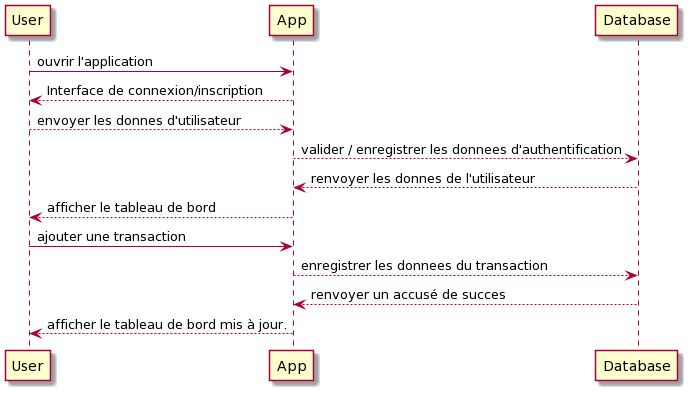 User
App
Database
ouvrir l'application
Interface de connexion/inscription
envoyer les donnes d'utilisateur
valider / enregistrer les donnees d'authentification
renvoyer les donnes de l'utilisateur
afficher le tableau de bord
ajouter une transaction
enregistrer les donnees du transaction
renvoyer un accusé de succes
afficher le tableau de bord mis à jour.
User
App
Database